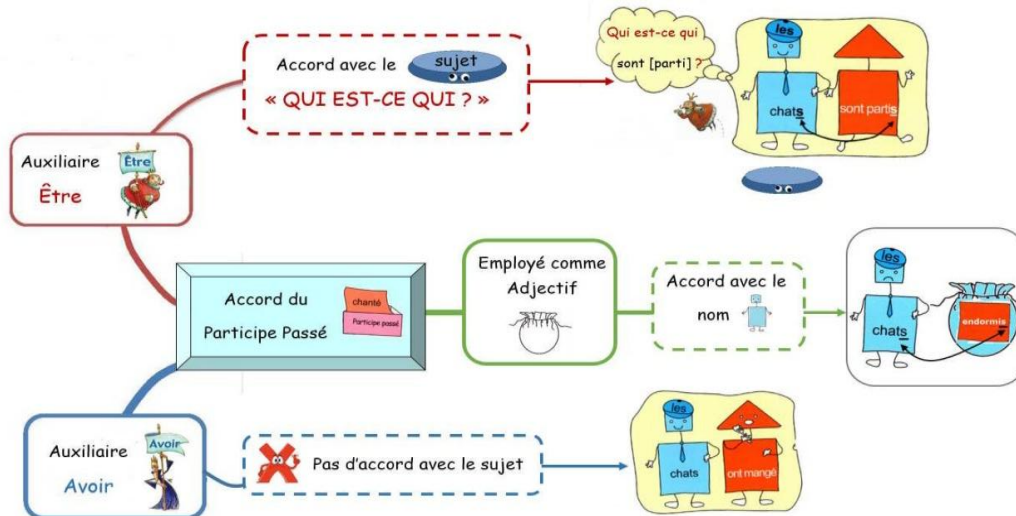 Accord avec le sujet
« QUI EST-CE QUI ? »
Qui est-ce qui
sont [parti] ?
les
chats
sont partis
Auxiliaire
Être
Être
Accord du
Participe Passé
chanté
Participe passé
Employé comme
Adjectif
Accord avec le
nom
les
chats
endormis
Auxiliaire
Avoir
Avoir
Pas d'accord avec le sujet
les
chats
ont mangé